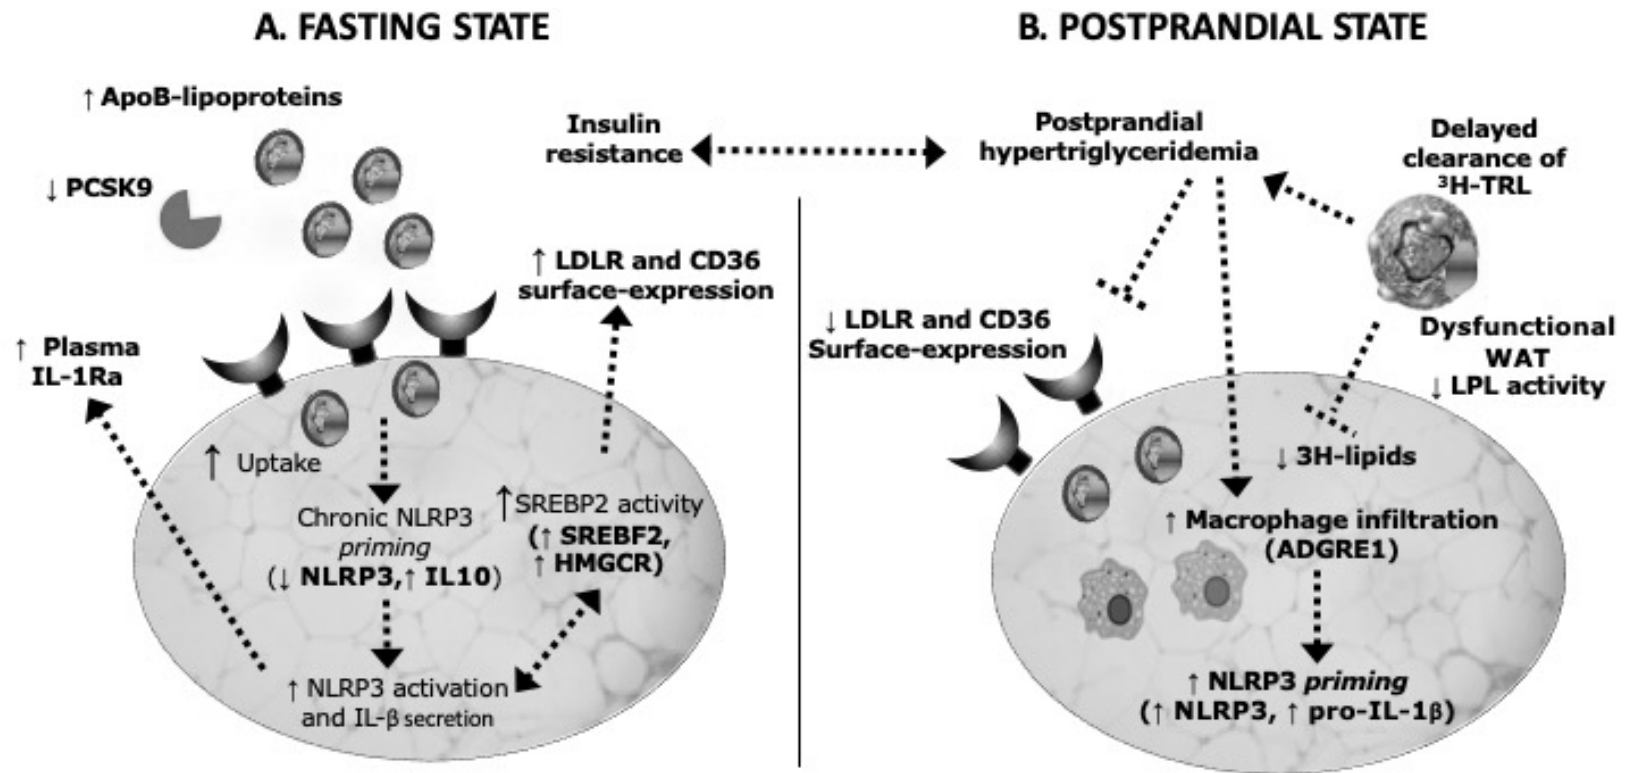 A. FASTING STATE
↑ ApoB-lipoproteins
↓ PCSK9
Insulin
resistance
↑ LDLR and CD36
surface-expression
↑ Plasma
IL-1Ra
↑ Uptake
Chronic NLRP3
priming
(↓ NLRP3,↑ IL10)
↑SREBP2 activity
(↑ SREBF2,
↑ HMGCR)
↑ NLRP3 activation
and IL-β secretion
B. POSTPRANDIAL STATE
Postprandial
hypertriglyceridemia
Delayed
clearance of
³H-TRL
↓ LDLR and CD36
Surface-expression
Dysfunctional
WAT
↓ LPL activity
↓ 3H-lipids
↑ Macrophage infiltration
(ADGRE1)
↑ NLRP3 priming
(↑ NLRP3, ↑ pro-IL-1β)